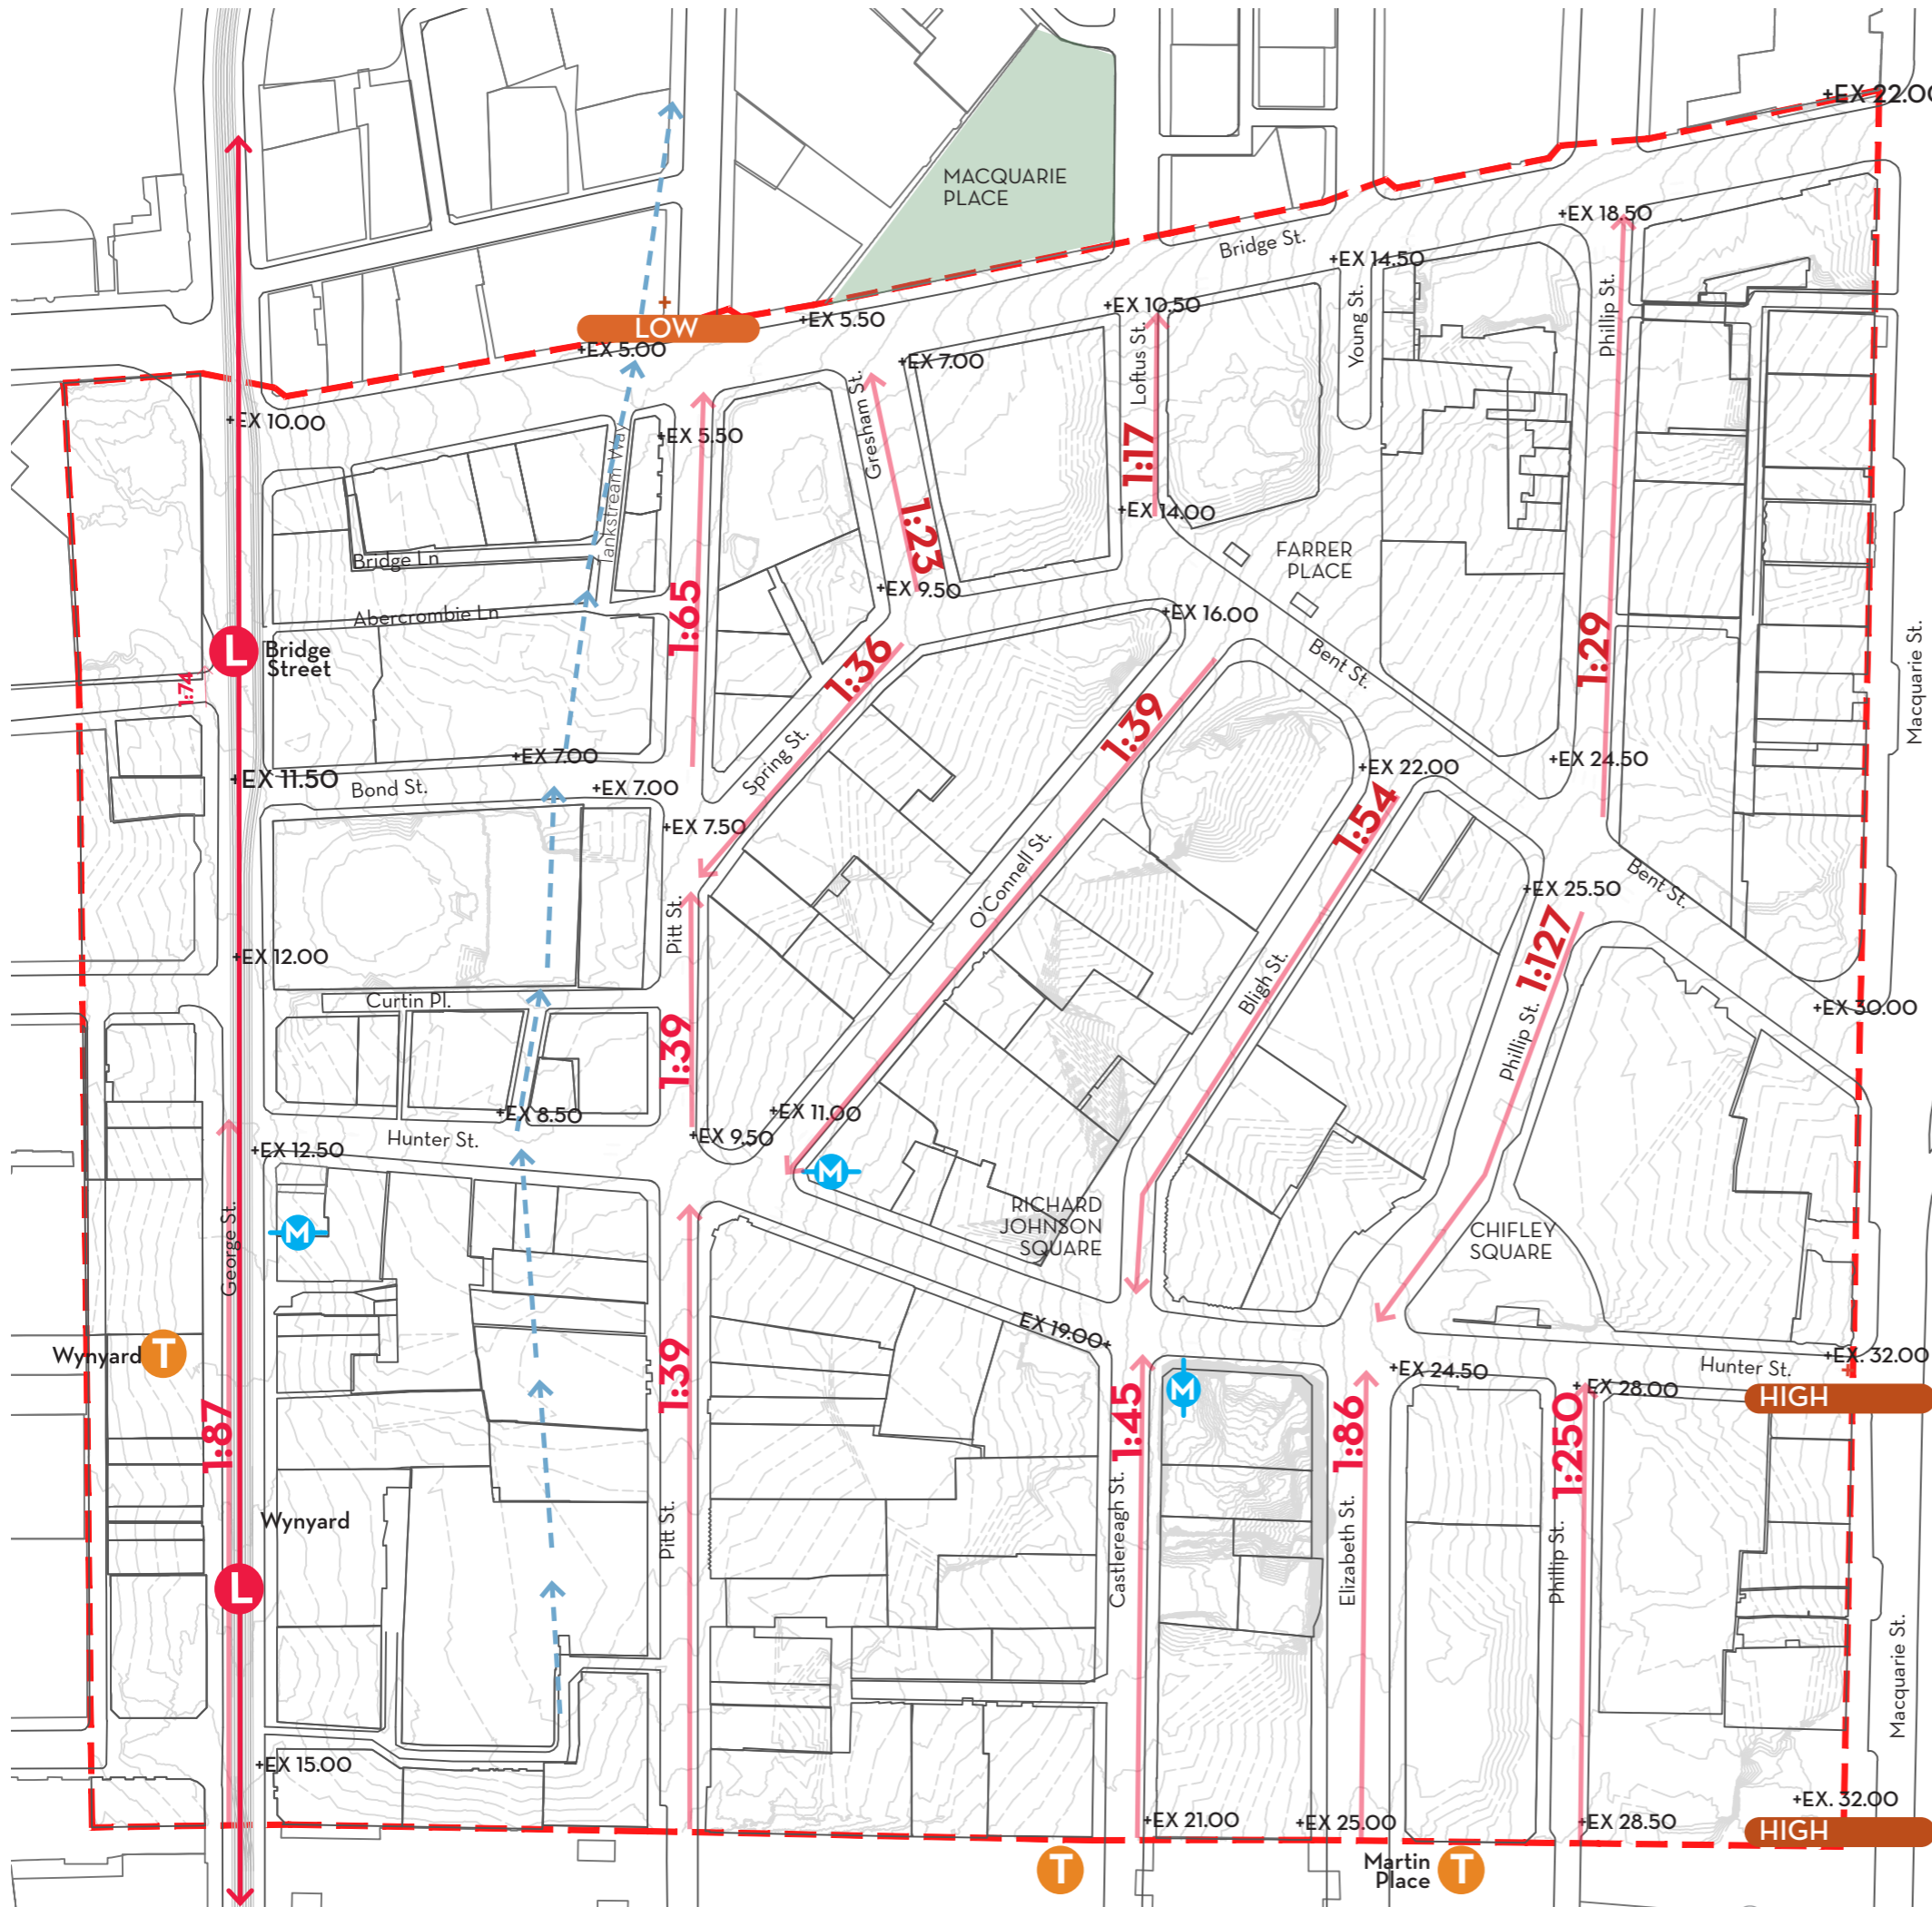 +EX 22.00
MACQUARIE
PLACE
+EX 18.50
Bridge St.
+EX 14.50
+EX 10.50
+EX 5.50
LOW
+EX 5.00
+EX 7.00
Young St.
Phillip St.
Loftus St.
Gresham St.
+EX 10.00
+EX 5.50
Tankstream Way
1:17
+EX 14.00
1:23
FARRER
PLACE
Bridge Ln
+EX 9.50
Abercrombie Ln
1:65
+EX 16.00
L
Bridge
Street
1:36
Bent St.
1:29
Macquarie St.
1:74
1:39
+EX 7.00
Spring St.
+EX 24.50
+EX 22.00
+EX 11.50
Bond St.
+EX 7.00
+EX 7.50
1:54
O'Connell St.
+EX 25.50
Bent St.
Pitt St.
+EX 12.00
1:127
Bligh St.
Curtin Pl.
+EX 30.00
1:39
Phillip St.
+EX 8.50
+EX 11.00
Hunter St.
+EX 9.50
+EX 12.50
M
RICHARD
JOHNSON
SQUARE
M
George St.
CHIFLEY
SQUARE
EX 19.00+
Wynyard
T
+EX. 32.00
Hunter St.
+EX 24.50
+EX 28.00
M
HIGH
1:39
1:87
1:45
1:86
1:250
Wynyard
Pitt St.
Castlereagh St.
Elizabeth St.
Phillip St.
L
Macquarie St.
+EX 15.00
+EX. 32.00
+EX 21.00
+EX 25.00
+EX 28.50
HIGH
T
Martin
Place
T